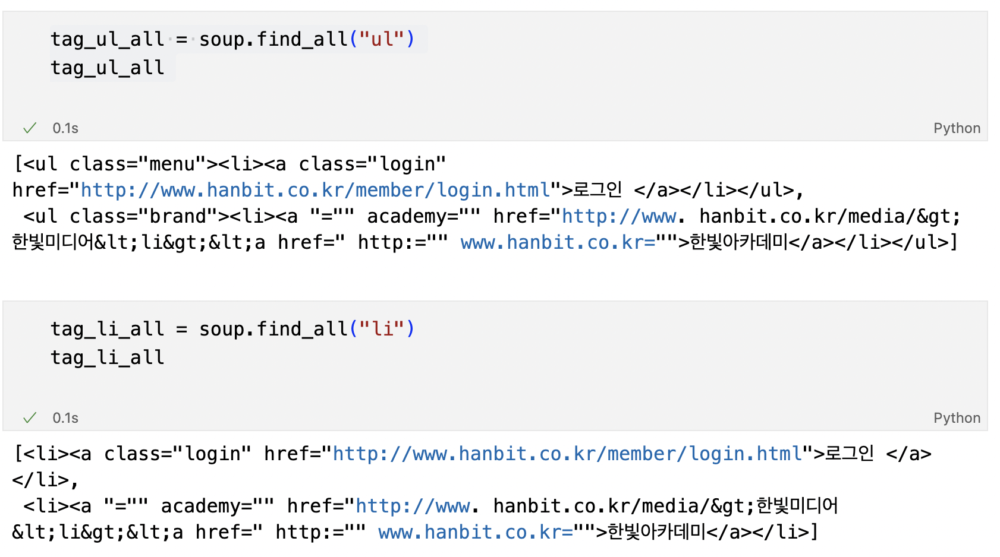 tag_ul_all = soup.find_all("ul")
tag_ul_all
✓ 0.1s Python
[<ul class="menu"><li><a class="login"
href="http://www.hanbit.co.kr/member/login.html">로그인 </a></li></ul>,
 <ul class="brand"><li><a "="" academy="" href="http://www. hanbit.co.kr/media/&gt;
한빛미디어&lt;li&gt;&lt;a href=" http:="" www.hanbit.co.kr="">한빛아카데미</a></li></ul>]
tag_li_all = soup.find_all("li")
tag_li_all
✓ 0.1s Python
[<li><a class="login" href="http://www.hanbit.co.kr/member/login.html">로그인 </a>
</li>,
 <li><a "="" academy="" href="http://www. hanbit.co.kr/media/&gt;한빛미디어
&lt;li&gt;&lt;a href=" http:="" www.hanbit.co.kr="">한빛아카데미</a></li>]